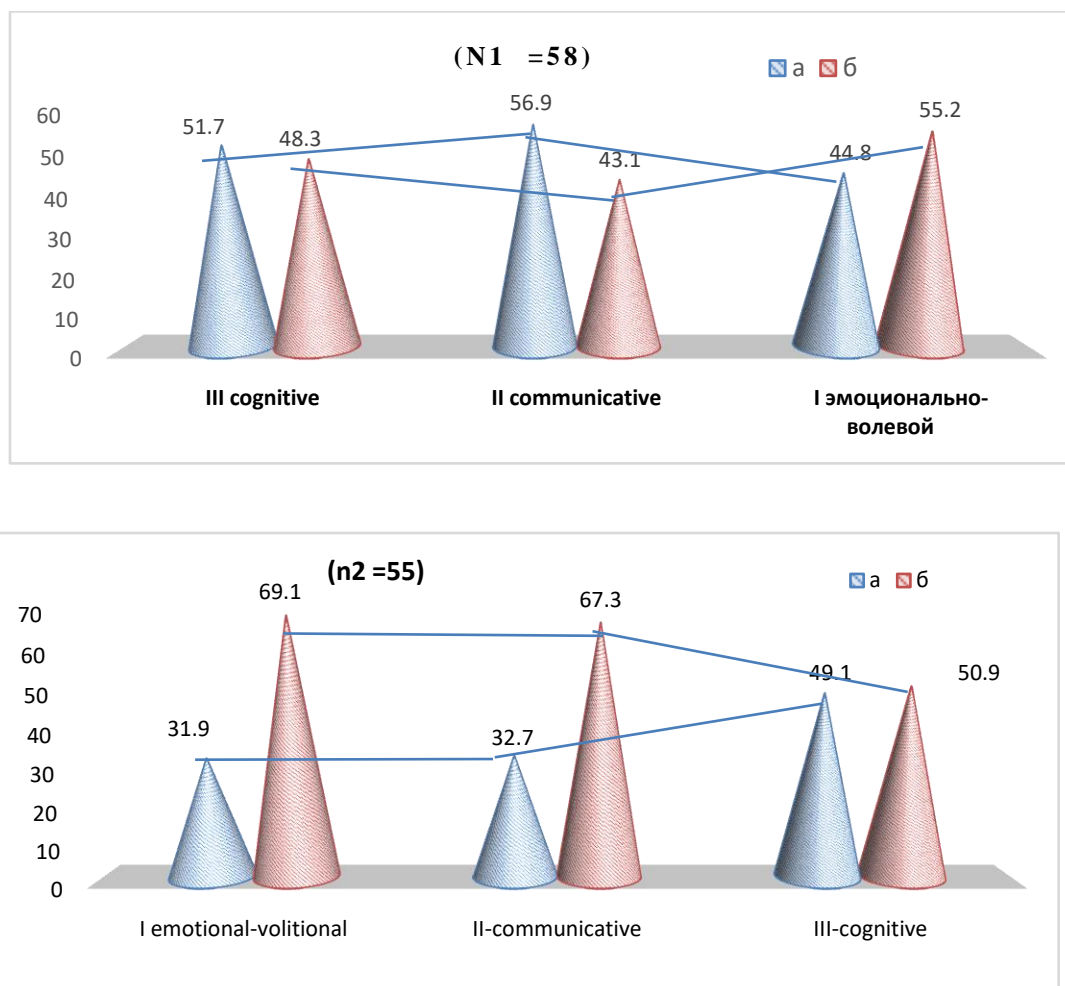 (N1 =58)
а б
60
50
40
30
20
10
0
51.7
48.3
56.9
43.1
44.8
55.2
III cognitive
II communicative
I эмоционально-
волевой
(n2 =55)
а б
70
60
50
40
30
20
10
0
31.9
69.1
32.7
67.3
49.1
50.9
I emotional-volitional
II-communicative
III-cognitive